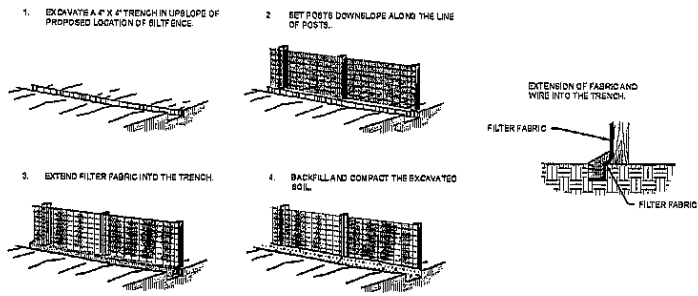 1. EXCAVATE A 4" X 4" TRENCH IN UPSLOPE OF
PROPOSED LOCATION OF SILTFENCE.
2 SET POSTS DOWNSLOPE ALONG THE LINE
OF POSTS.
3. EXTEND FILTER FABRIC INTO THE TRENCH.
4. BACKFILL AND COMPACT THE EXCAVATED
SOIL.
EXTENSION OF FABRIC AND
WIRE INTO THE TRENCH.
FILTER FABRIC
FILTER FABRIC